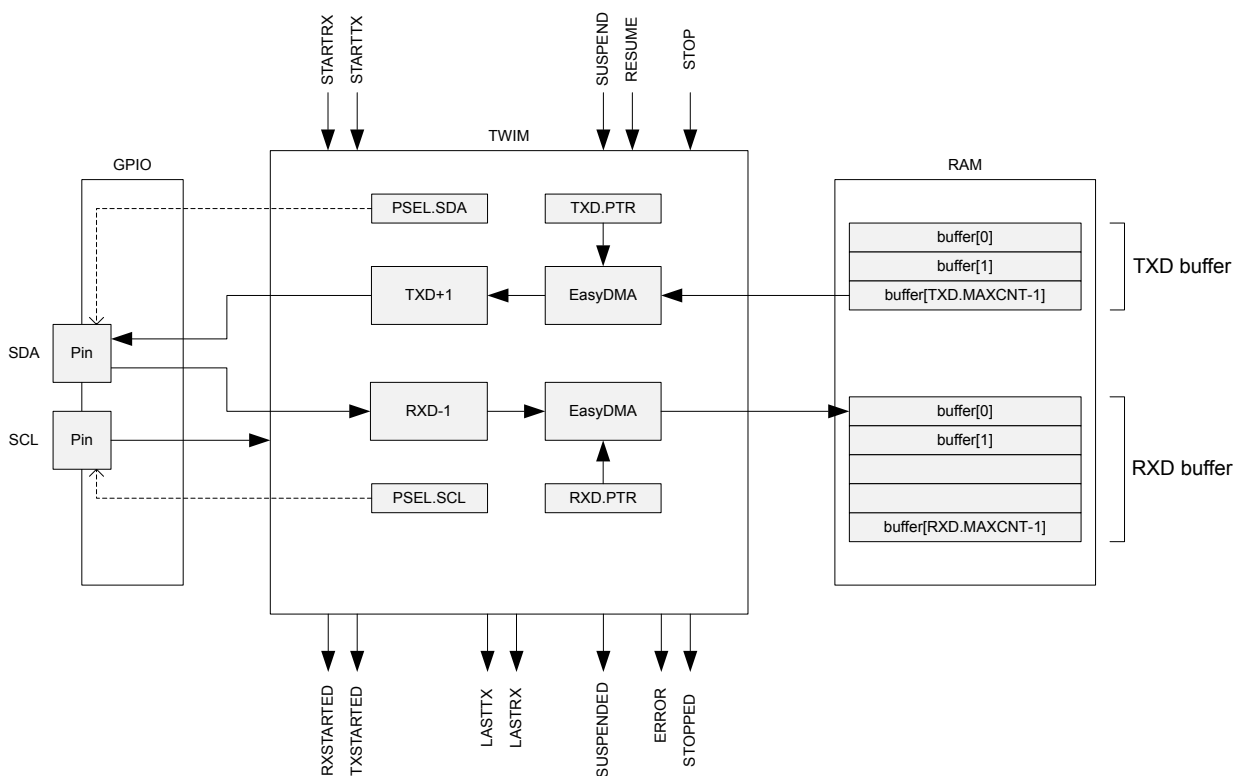 STARTRX
STARTTX
SUSPEND
RESUME
STOP
TWIM
GPIO
RAM
PSEL.SDA
TXD.PTR
buffer[0]
buffer[1]
buffer[TXD.MAXCNT-1]
TXD buffer
TXD+1
EasyDMA
SDA
Pin
RXD-1
EasyDMA
buffer[0]
buffer[1]
buffer[RXD.MAXCNT-1]
RXD buffer
SCL
Pin
PSEL.SCL
RXD.PTR
RXSTARTED
TXSTARTED
LASTTX
LASTRX
SUSPENDED
ERROR
STOPPED